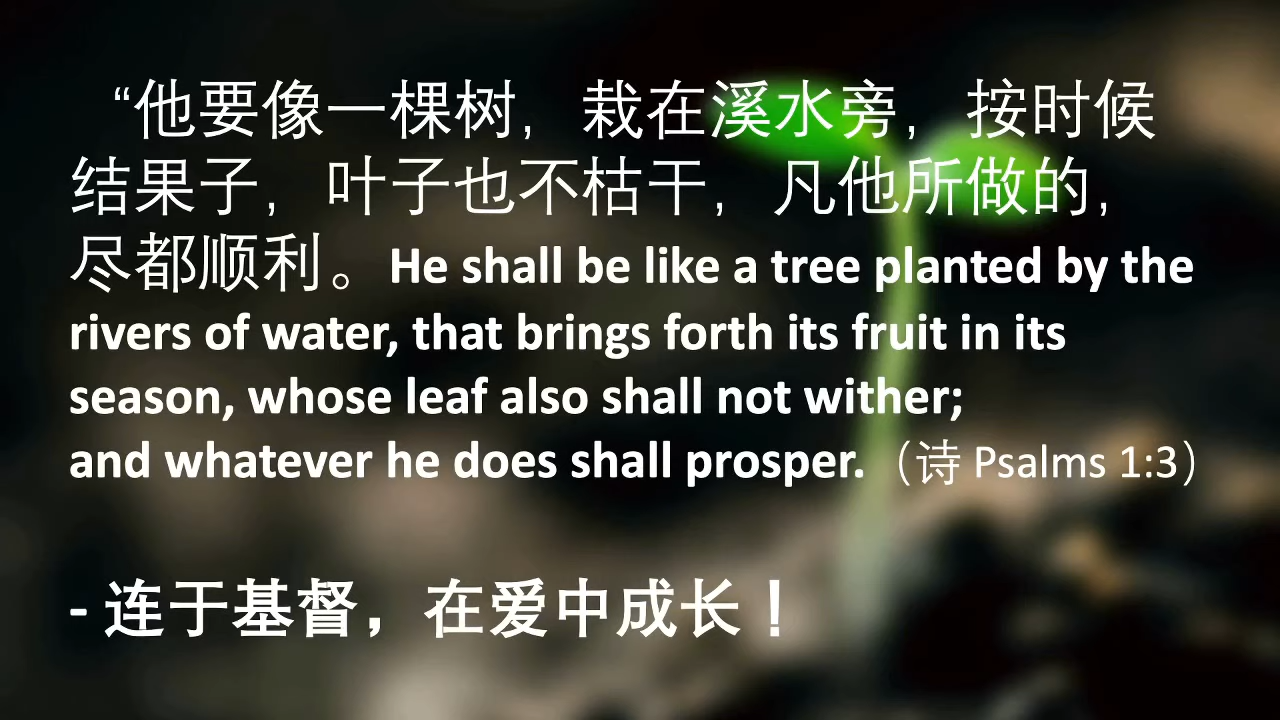 “他要像一棵树，栽在溪水旁，按时候
结果子，叶子也不枯干，凡他所做的，
尽都顺利。He shall be like a tree planted by the
rivers of water, that brings forth its fruit in its
season, whose leaf also shall not wither;
and whatever he does shall prosper.（诗 Psalms 1:3）
- 连于基督，在爱中成长！